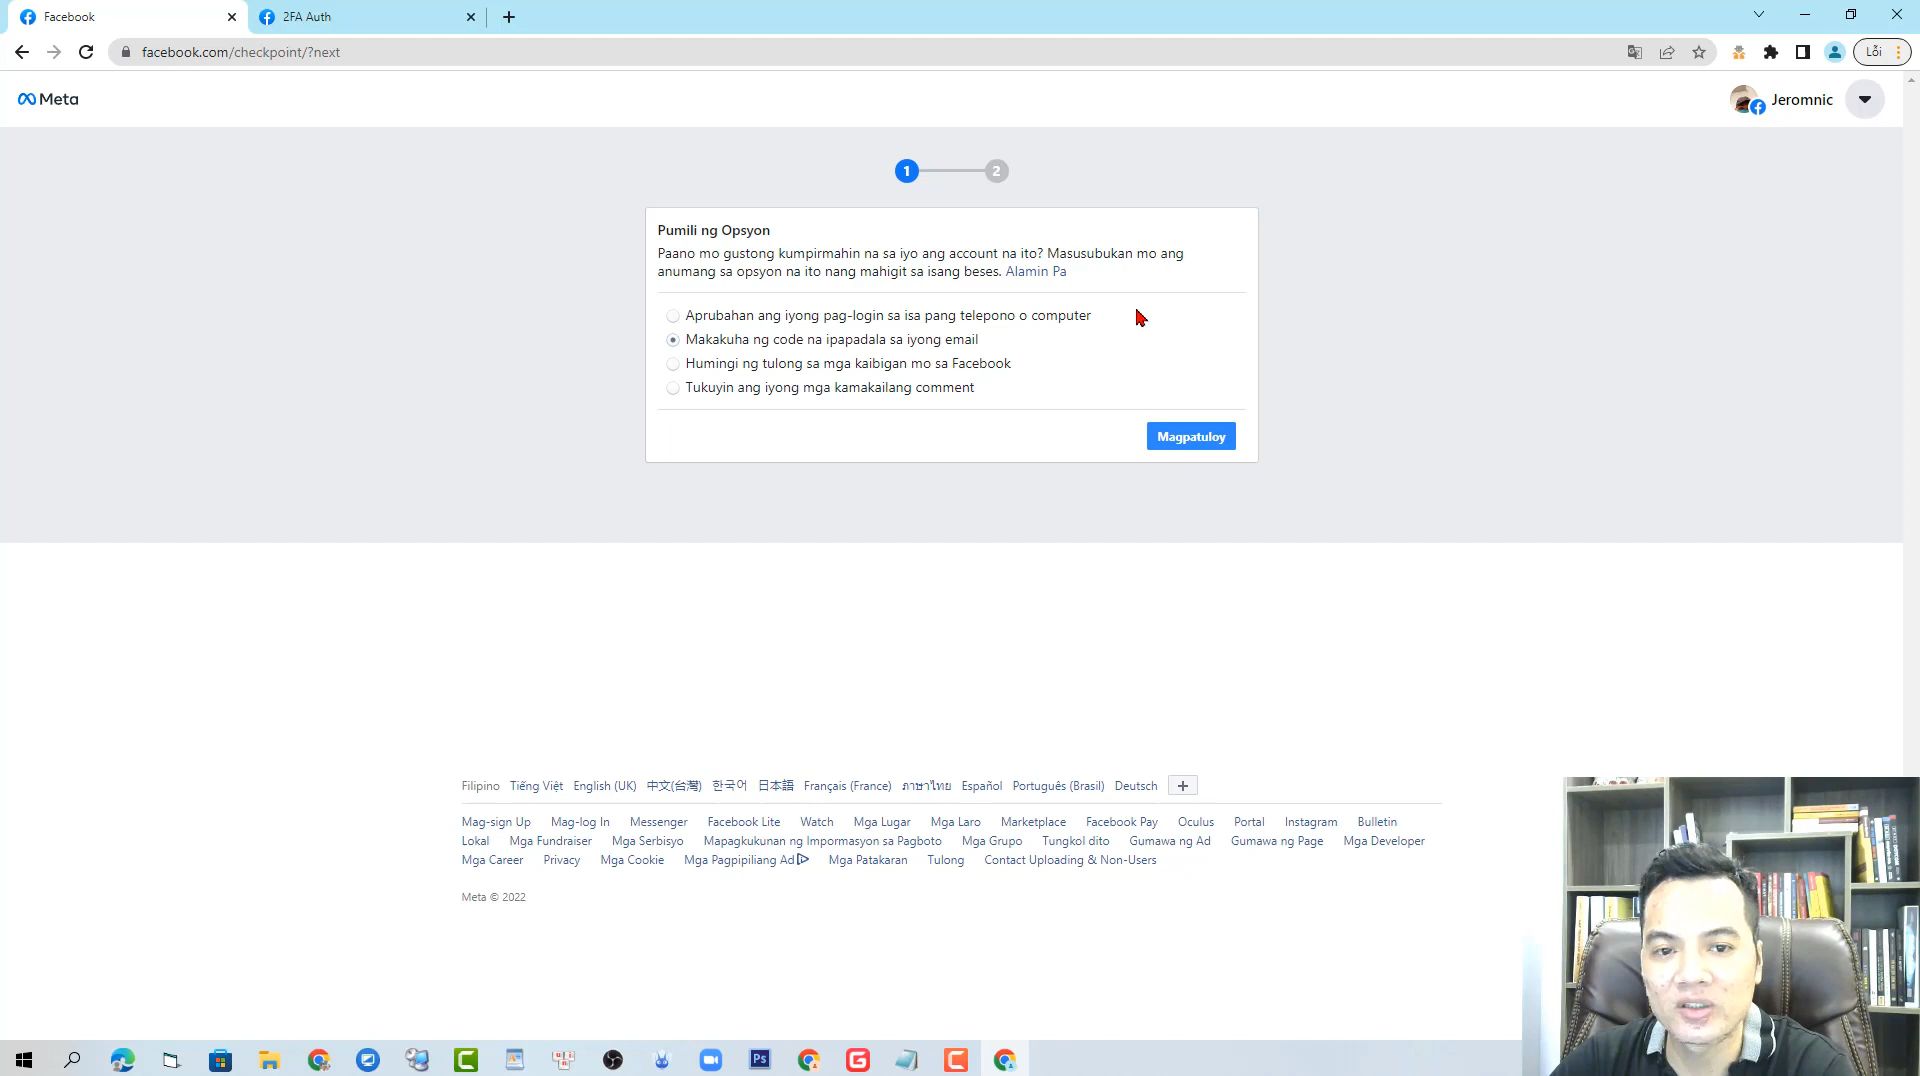 Facebook
2FA Auth
facebook.com/checkpoint/?next
Lỗi
Meta
Jeromnic
1
2
Pumili ng Opsyon
Paano mo gustong kumpirmahin na sa iyo ang account na ito? Masusubukan mo ang
anumang sa opsyon na ito nang mahigit sa isang beses. Alamin Pa
Aprubahan ang iyong pag-login sa isa pang telepono o computer
Makakuha ng code na ipapadala sa iyong email
Humingi ng tulong sa mga kaibigan mo sa Facebook
Tukuyin ang iyong mga kamakailang comment
Magpatuloy
Filipino Tiếng Việt English (UK) 中文(台灣) 한국어 日本語 Français (France) ภาษาไทย Español Português (Brasil) Deutsch
Mag-sign Up Mag-log In Messenger Facebook Lite Watch Mga Lugar Mga Laro Marketplace Facebook Pay Oculus Portal Instagram Bulletin
Lokal Mga Fundraiser Mga Serbisyo Mapagkukunan ng Impormasyon sa Pagboto Mga Grupo Tungkol dito Gumawa ng Ad Gumawa ng Page Mga Developer
Mga Career Privacy Mga Cookie Mga Pagpipiliang Ad Mga Patakaran Tulong Contact Uploading & Non-Users
Meta © 2022
Ps